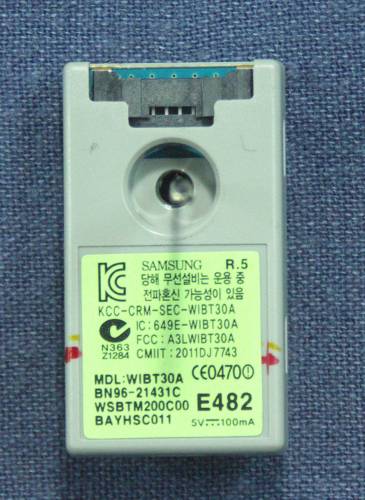 SAMSUNG R.5
당해 무선설비는 운용 중
전파혼신 가능성이 있음
KCC-CRM-SEC-WIBT30A
IC: 649E-WIBT30A
FCC: A3LWIBT30A
CMIIT: 2011DJ7743
N363
Z1284
MDL: WIBT30A CE0470
BN96-21431C
WSBTM200C00 E482
BAYHSC011 5V⎓100mA